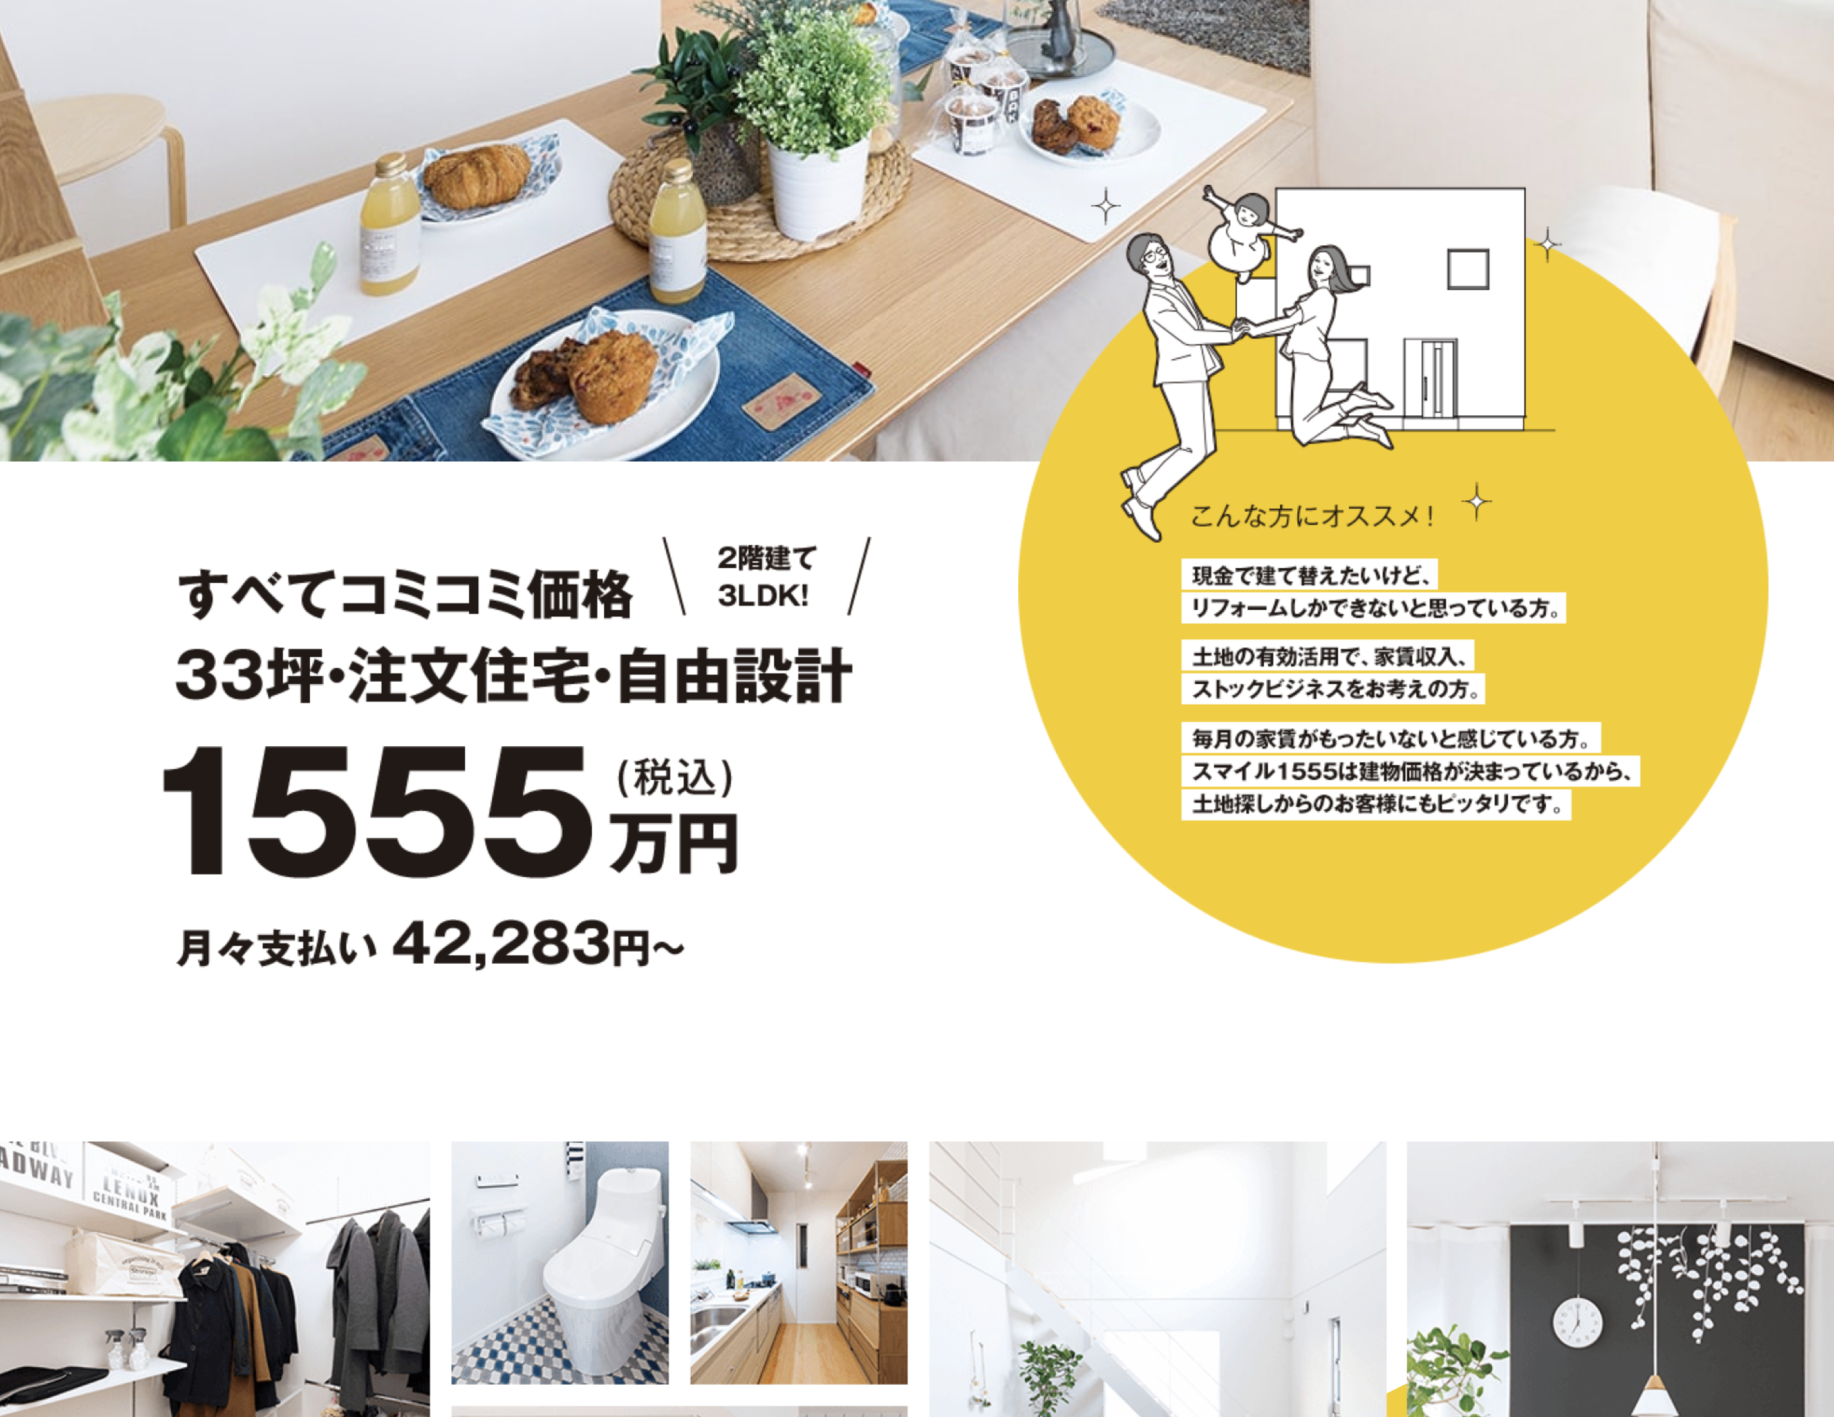 すべてコミコミ価格
2階建て
3LDK!
33坪・注文住宅・自由設計
1555万円
(税込)
月々支払い 42,283円〜
こんな方にオススメ!
現金で建て替えたいけど、
リフォームしかできないと思っている方。
土地の有効活用で、家賃収入、
ストックビジネスをお考えの方。
毎月の家賃がもったいないと感じている方。
スマイル1555は建物価格が決まっているから、
土地探しからのお客様にもピッタリです。
ADWAY
LENOX
CENTRAL PARK